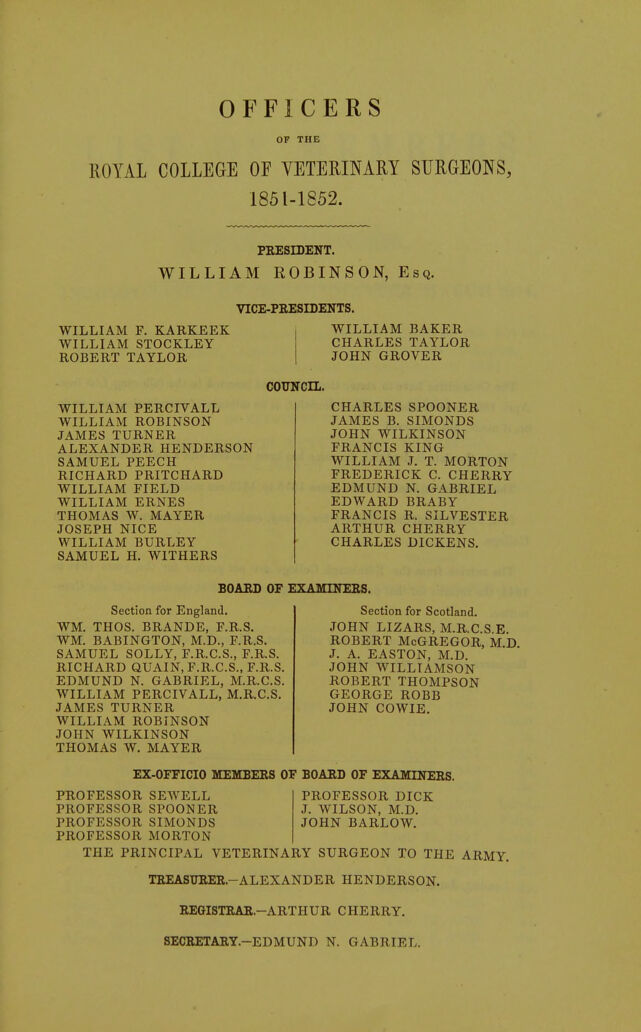 OFFICERS
OF THE
ROYAL COLLEGE OF VETERINARY SURGEONS,
1851-1852.
PRESIDENT.
WILLIAM ROBINSON, Esq.
VICE-PRESIDENTS.
WILLIAM F. KARKEEK
WILLIAM STOCKLEY
ROBERT TAYLOR
WILLIAM BAKER
CHARLES TAYLOR
JOHN GROVER
COUNCIL.
WILLIAM PERCIVALL
WILLIAM ROBINSON
JAMES TURNER
ALEXANDER HENDERSON
SAMUEL PEECH
RICHARD PRITCHARD
WILLIAM FIELD
WILLIAM ERNES
THOMAS W. MAYER
JOSEPH NICE
WILLIAM BURLEY
SAMUEL H. WITHERS
CHARLES SPOONER
JAMES B. SIMONDS
JOHN WILKINSON
FRANCIS KING
WILLIAM J. T. MORTON
FREDERICK C. CHERRY
EDMUND N. GABRIEL
EDWARD BRABY
FRANCIS R. SILVESTER
ARTHUR CHERRY
CHARLES DICKENS.
BOARD OF EXAMINERS.
Section for England.
WM. THOS. BRANDE, F.R.S.
WM. BABINGTON, M.D., F.R.S.
SAMUEL SOLLY, F.R.C.S., F.R.S.
RICHARD QUAIN, F.R.C.S., F.R.S.
EDMUND N. GABRIEL, M.R.C.S.
WILLIAM PERCIVALL, M.R.C.S.
JAMES TURNER
WILLIAM ROBINSON
JOHN WILKINSON
THOMAS W. MAYER
Section for Scotland.
JOHN LIZARS, M.R.C.S.E.
ROBERT McGREGOR, M.D.
J. A. EASTON, M.D.
JOHN WILLIAMSON
ROBERT THOMPSON
GEORGE ROBB
JOHN COWIE.
EX-OFFICIO MEMBERS OF BOARD OF EXAMINERS.
PROFESSOR SEWELL
PROFESSOR SPOONER
PROFESSOR SIMONDS
PROFESSOR MORTON
PROFESSOR DICK
J. WILSON, M.D.
JOHN BARLOW.
THE PRINCIPAL VETERINARY SURGEON TO THE ARMY.
TREASURER.—ALEXANDER HENDERSON.
REGISTRAR.—ARTHUR CHERRY.
SECRETARY.—EDMUND N. GABRIEL.